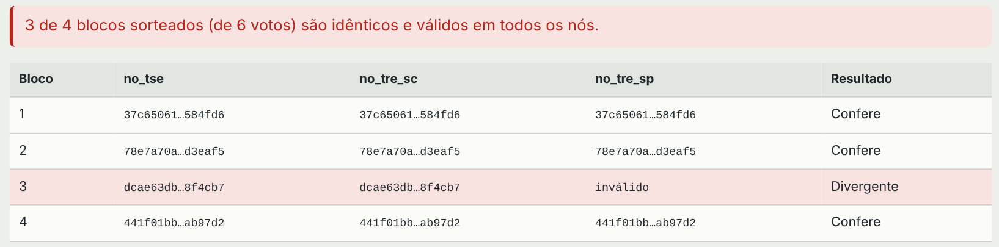 3 de 4 blocos sorteados (de 6 votos) são idênticos e válidos em todos os nós.
Bloco no_tse no_tre_sc no_tre_sp Resultado
1 37c65061…584fd6 37c65061…584fd6 37c65061…584fd6 Confere
2 78e7a70a…d3eaf5 78e7a70a…d3eaf5 78e7a70a…d3eaf5 Confere
3 dcae63db…8f4cb7 dcae63db…8f4cb7 inválido Divergente
4 441f01bb…ab97d2 441f01bb…ab97d2 441f01bb…ab97d2 Confere